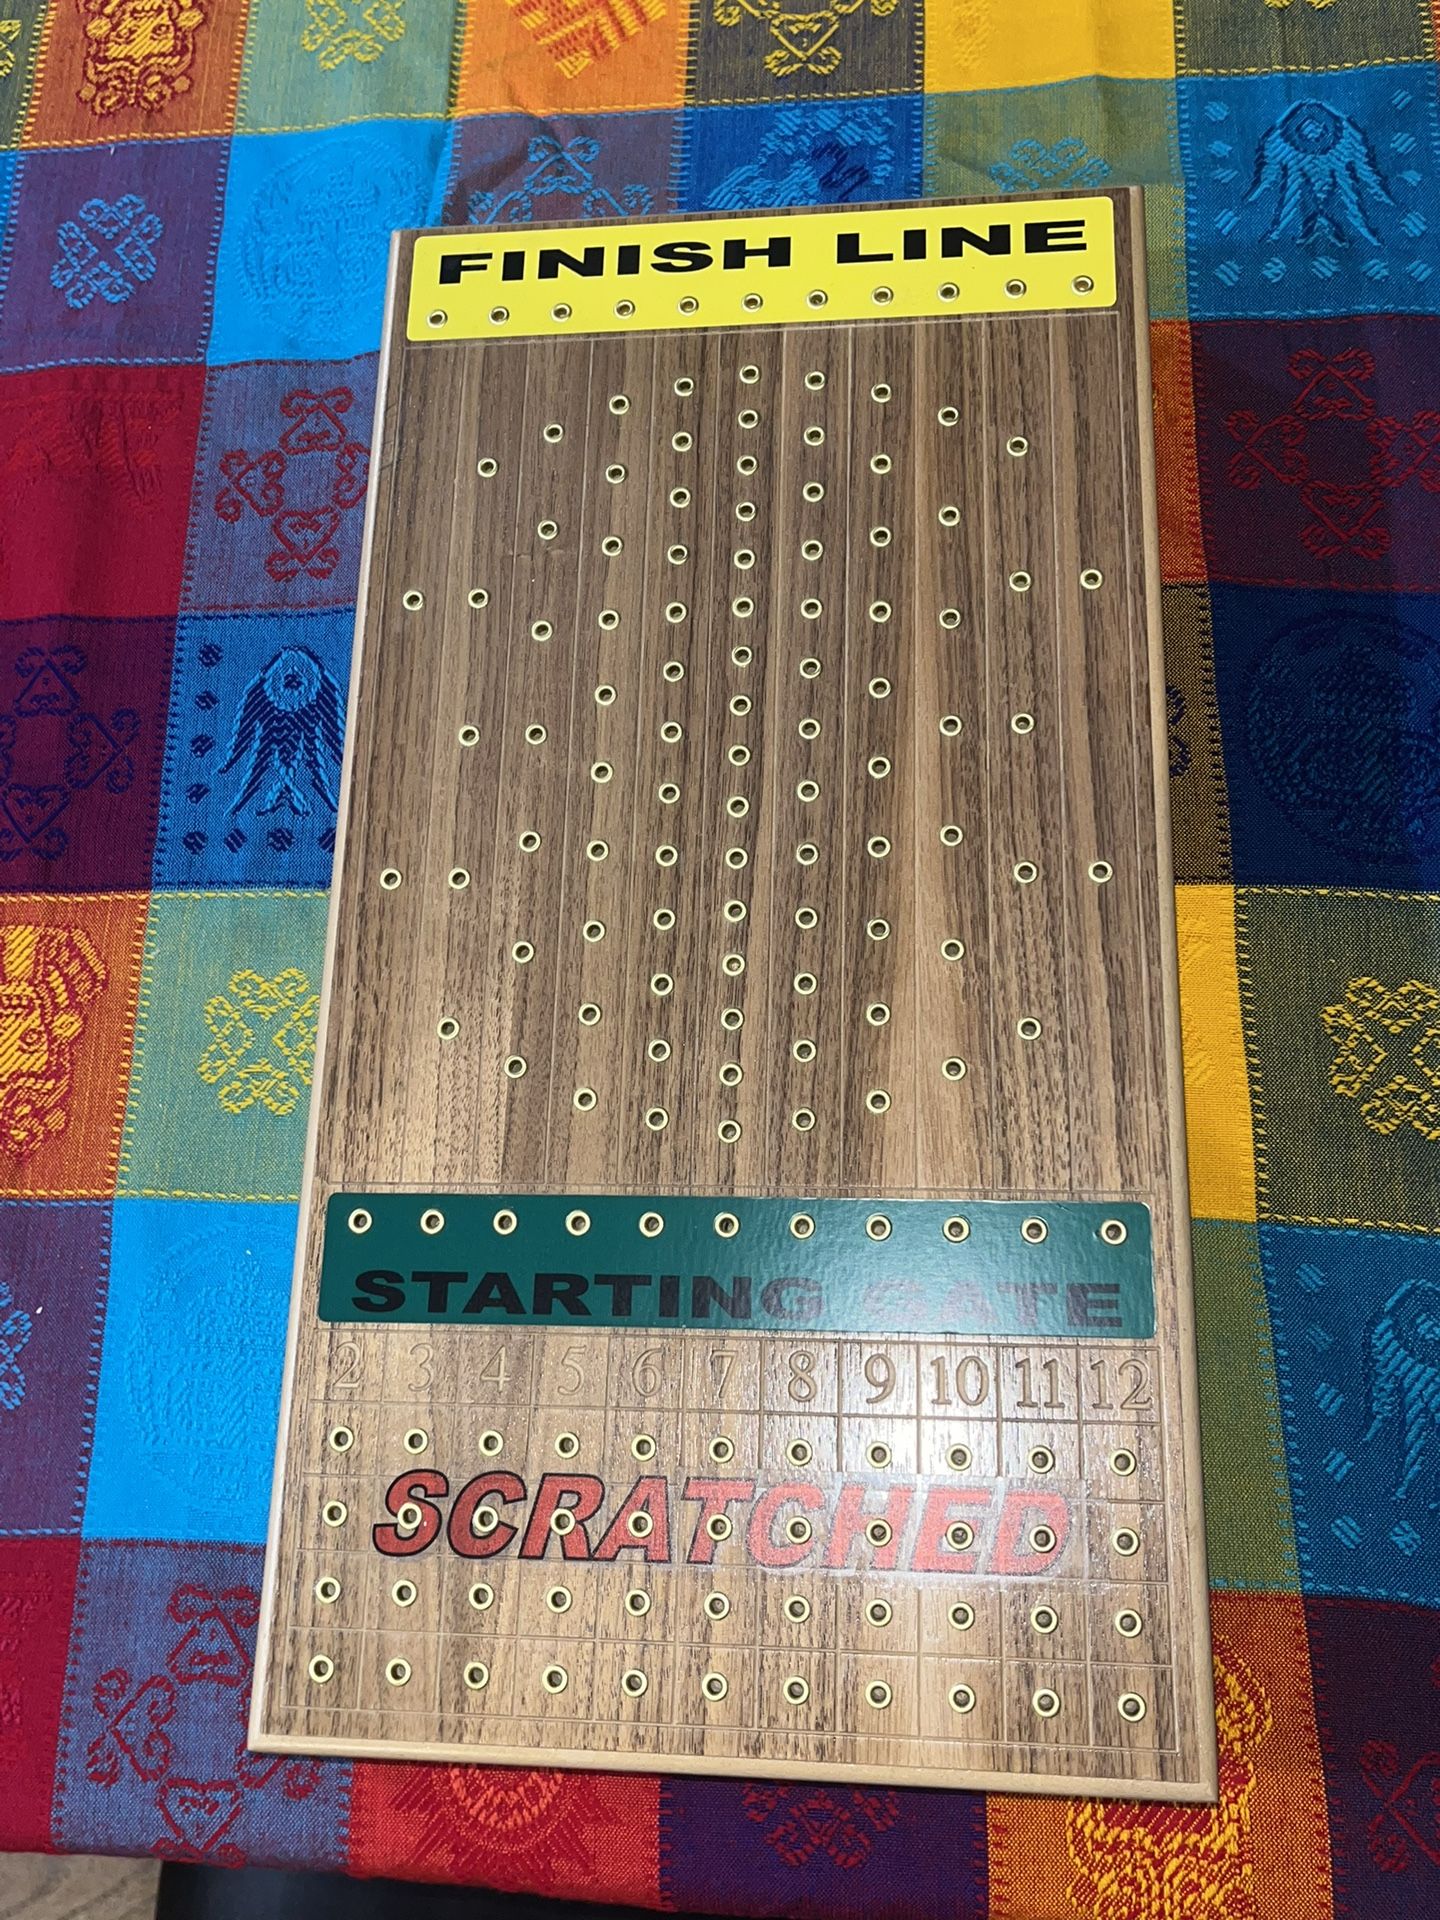 FINISH LINE
STARTING GATE
2 3 4 5 6 7 8 9 10 11 12
SCRATCHED